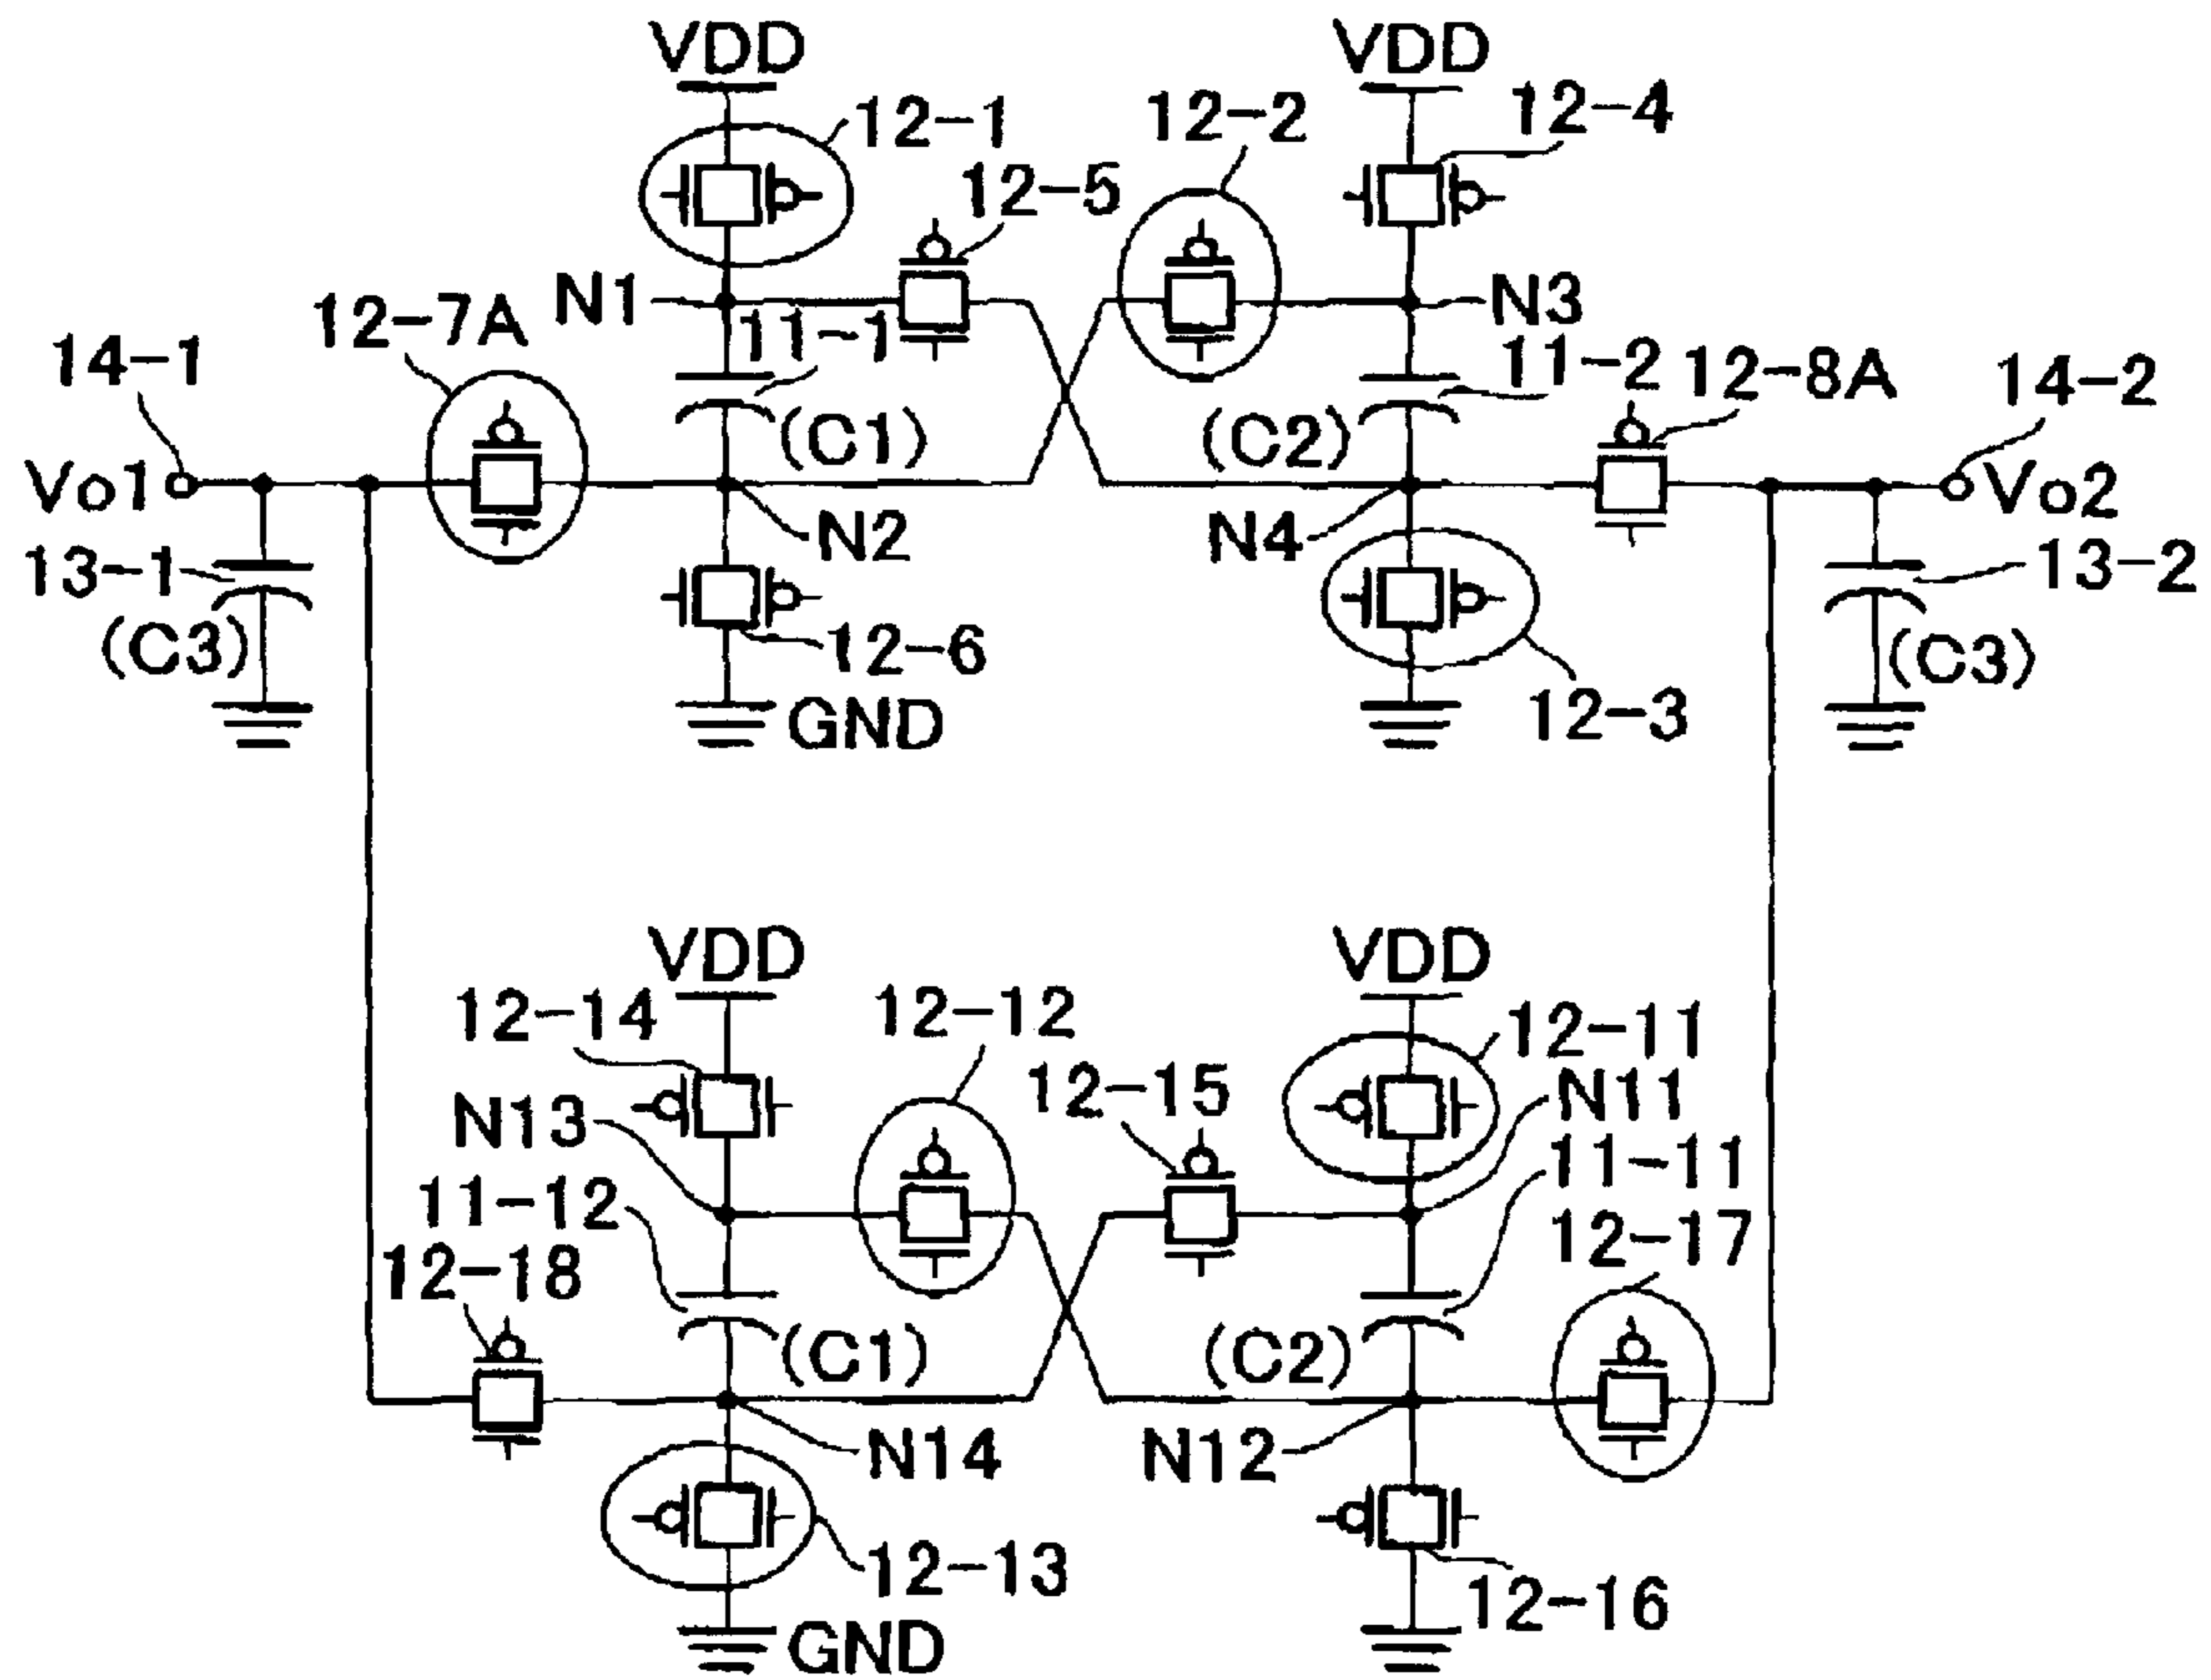 VDD
VDD
12-1
12-2
12-4
12-5
N1
N3
12-7A
11-1
11-2
12-8A
14-1
14-2
(C1)
(C2)
Vo1
Vo2
N2
N4
13-1
13-2
(C3)
12-6
(C3)
GND
12-3
VDD
VDD
12-14
12-12
12-11
12-15
N11
N13
11-11
11-12
12-17
12-18
(C1)
(C2)
N14
N12
12-13
12-16
GND